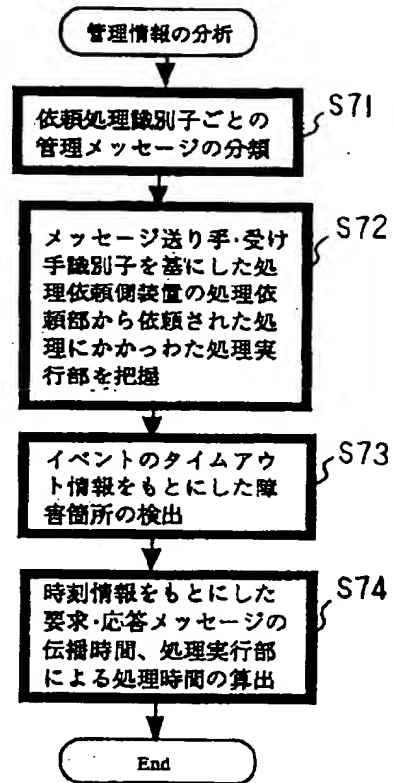 管理情報の分析
S71
依頼処理識別子ごとの
管理メッセージの分類
S72
メッセージ送り手·受け
手識別子を基にした処
理依頼側装置の処理依
頼部から依頼された処
理にかかっわた処理実
行部を把握
S73
イベントのタイムアウ
ト情報をもとにした障
害箇所の検出
S74
時刻情報をもとにした
要求·応答メッセージの
伝播時間、処理実行部
による処理時間の算出
End